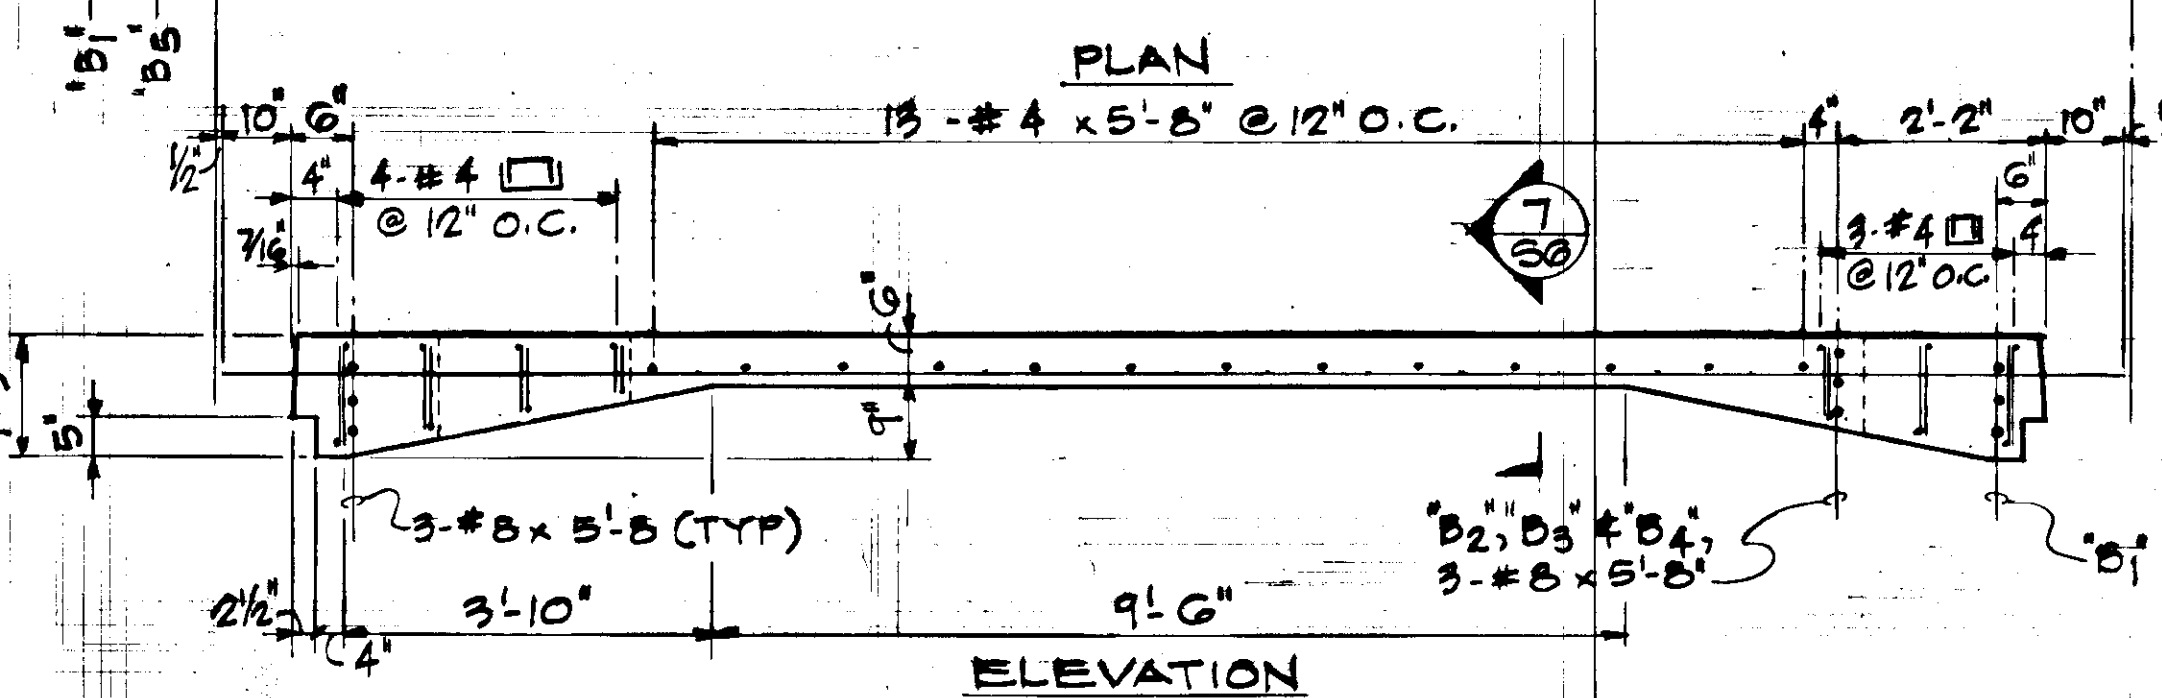 "B1"
"B5
PLAN
10" 6" 13 - # 4 x 5'-8" @ 12" O.C. 4" 2'-2" 10"
1/2" 4" 4-#4 6"
@ 12" O.C. 7 3-#4 4
7/16" S6 @ 12" O.C.
6"
5" 9"
3-#8 x 5'-8 (TYP) "B2", "B3" & "B4", "B1"
3-#8 x 5'-8"
2 1/2" 3'-10" 9'-6"
4"
ELEVATION